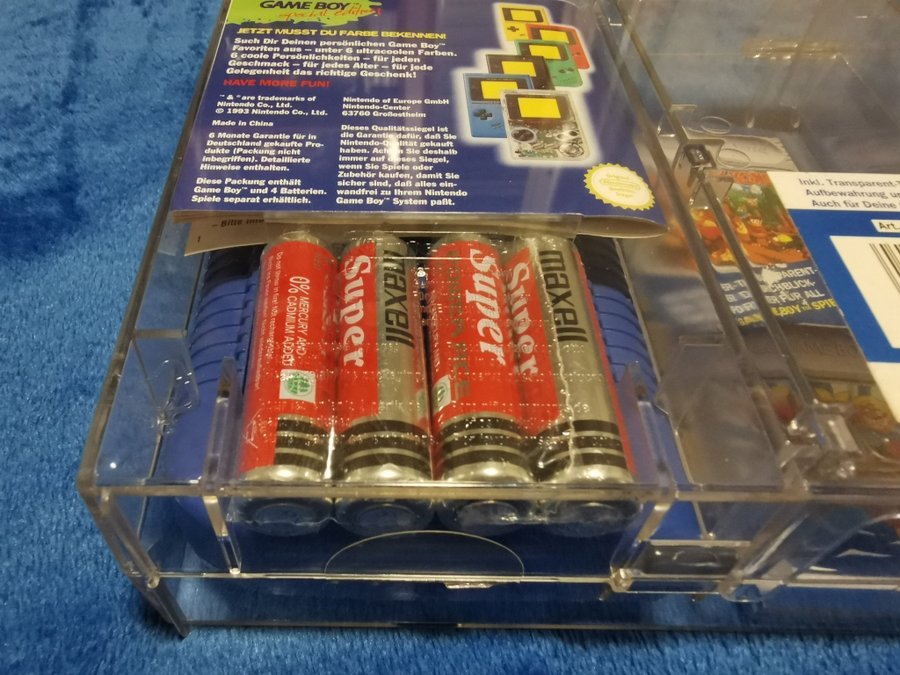 GAME BOY™
special edition
JETZT MUSST DU FARBE BEKENNEN!
Such Dir Deinen persönlichen Game Boy™
Favoriten aus – unter 6 ultracoolen Farben.
6 coole Persönlichkeiten – für jeden
Geschmack – für jedes Alter – für jede
Gelegenheit das richtige Geschenk!
HAVE MORE FUN!
™ & ® are trademarks of
Nintendo Co., Ltd.
© 1993 Nintendo Co., Ltd.
Made in China
6 Monate Garantie für in
Deutschland gekaufte Pro-
dukte (Packung nicht
inbegriffen). Detaillierte
Hinweise enthalten.
Diese Packung enthält
Game Boy™ und 4 Batterien.
Spiele separat erhältlich.
Nintendo of Europe GmbH
Nintendo-Center
63760 Großostheim
Dieses Qualitätssiegel ist
die Garantie dafür, daß Sie
Nintendo-Qualität gekauft
haben. Achten Sie deshalb
immer auf dieses Siegel,
wenn Sie Spiele oder
Zubehör kaufen, damit Sie
sicher sind, daß alles ein-
wandfrei zu Ihrem Nintendo
Game Boy™ System paßt.
Nintendo
– Bitte
0% MERCURY AND
CADMIUM ADDED
Super
maxell
Super
Super
maxell
Inkl. Transparent-
Aufbewahrung
Auch für Deine
Art.